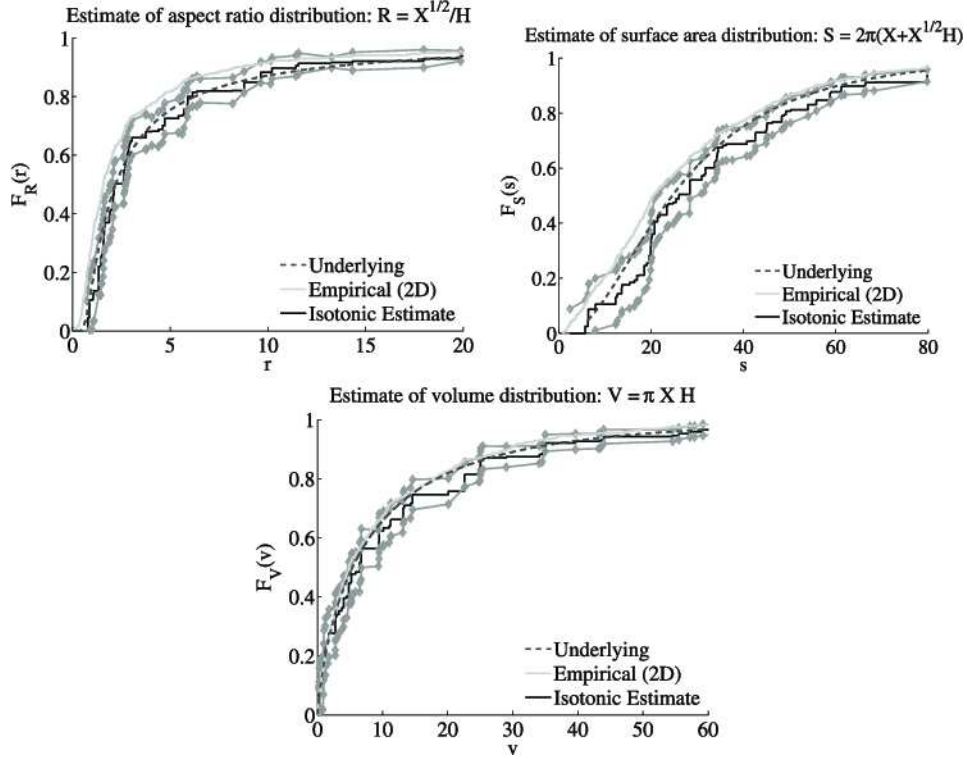 Estimate of aspect ratio distribution: R = X^{1/2}/H
1
0.8
0.6
0.4
0.2
0
F_R(r)
Underlying
Empirical (2D)
Isotonic Estimate
0 5 10 15 20
r
Estimate of surface area distribution: S = 2π(X+X^{1/2}H)
1
0.8
0.6
0.4
0.2
0
F_S(s)
Underlying
Empirical (2D)
Isotonic Estimate
0 20 40 60 80
s
Estimate of volume distribution: V = π X H
1
0.8
0.6
0.4
0.2
0
F_V(v)
Underlying
Empirical (2D)
Isotonic Estimate
0 10 20 30 40 50 60
v